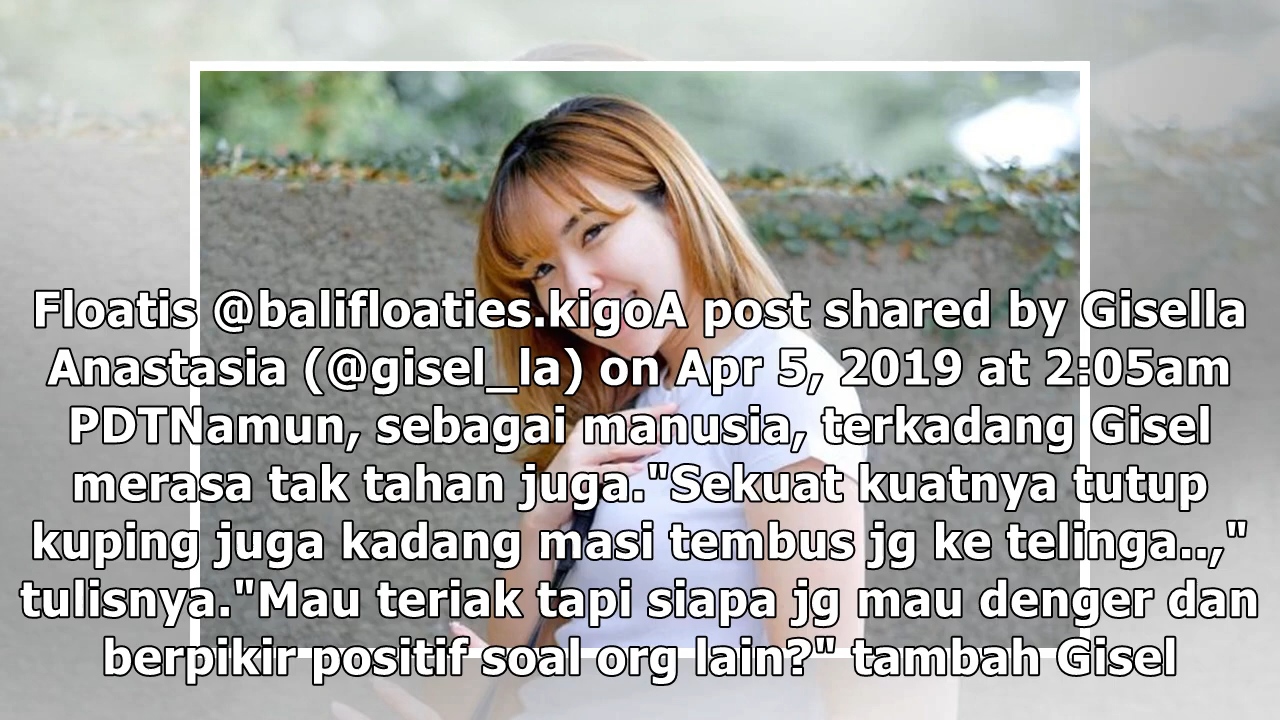 Floatis @balifloaties.kigoA post shared by Gisella
Anastasia (@gisel_la) on Apr 5, 2019 at 2:05am
PDTNamun, sebagai manusia, terkadang Gisel
merasa tak tahan juga."Sekuat kuatnya tutup
kuping juga kadang masi tembus jg ke telinga..,"
tulisnya."Mau teriak tapi siapa jg mau denger dan
berpikir positif soal org lain?" tambah Gisel